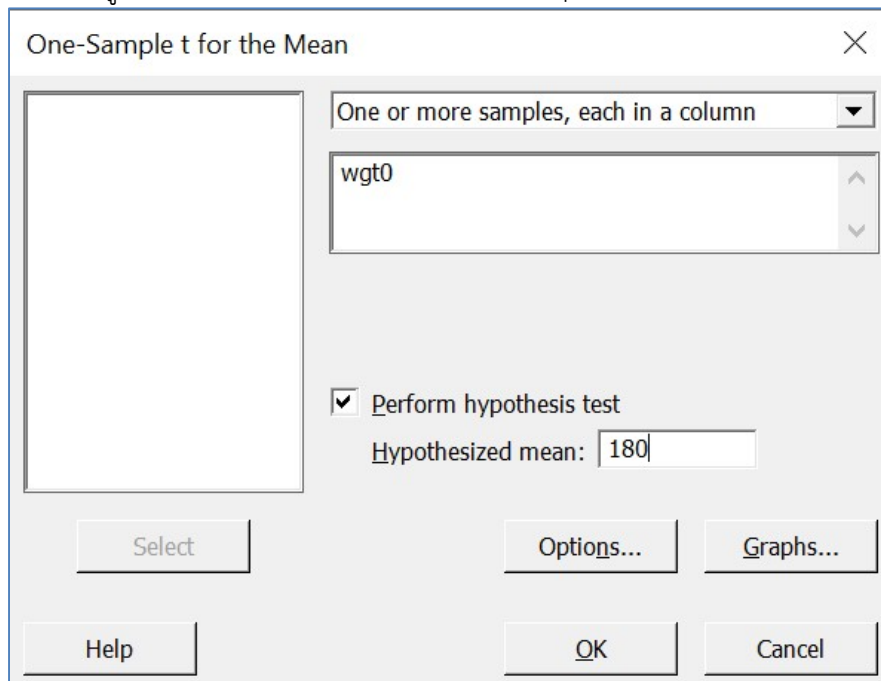 One-Sample t for the Mean
One or more samples, each in a column
wgt0
Perform hypothesis test
Hypothesized mean: 180
Select
Options...
Graphs...
Help
OK
Cancel